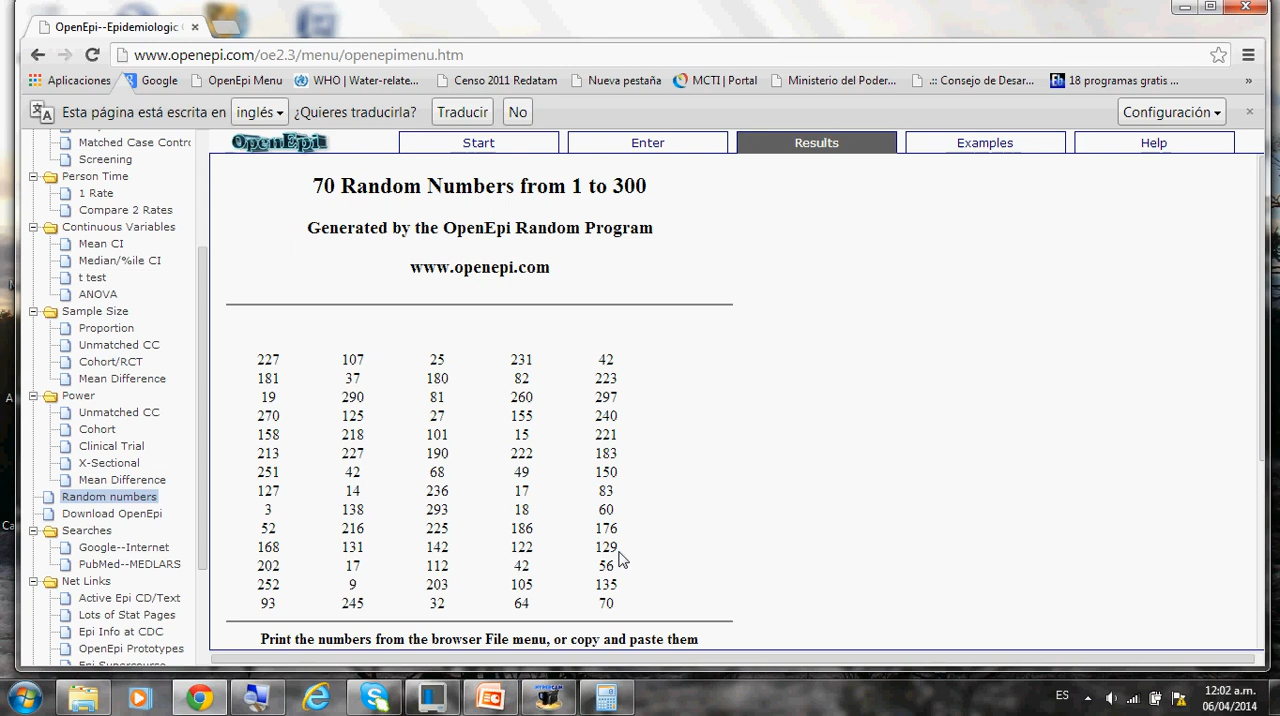 OpenEpi--Epidemiologic
www.openepi.com/oe2.3/menu/openepimenu.htm
Aplicaciones Google OpenEpi Menu WHO | Water-relate... Censo 2011 Redatam Nueva pestaña MCTI | Portal Ministerio del Poder... .:: Consejo de Desar... 18 programas gratis ... »
Esta página está escrita en inglés ¿Quieres traducirla? Traducir No Configuración
OpenEpi Start Enter Results Examples Help
Matched Case Contro
Screening
Person Time
1 Rate
Compare 2 Rates
Continuous Variables
Mean CI
Median/%ile CI
t test
ANOVA
Sample Size
Proportion
Unmatched CC
Cohort/RCT
Mean Difference
Power
Unmatched CC
Cohort
Clinical Trial
X-Sectional
Mean Difference
Random numbers
Download OpenEpi
Searches
Google--Internet
PubMed--MEDLARS
Net Links
Active Epi CD/Text
Lots of Stat Pages
Epi Info at CDC
OpenEpi Prototypes
Epi Supercourse
70 Random Numbers from 1 to 300
Generated by the OpenEpi Random Program
www.openepi.com
227 107 25 231 42
181 37 180 82 223
19 290 81 260 297
270 125 27 155 240
158 218 101 15 221
213 227 190 222 183
251 42 68 49 150
127 14 236 17 83
3 138 293 18 60
52 216 225 186 176
168 131 142 122 129
202 17 112 42 56
252 9 203 105 135
93 245 32 64 70
Print the numbers from the browser File menu, or copy and paste them
ES
12:02 a.m.
06/04/2014